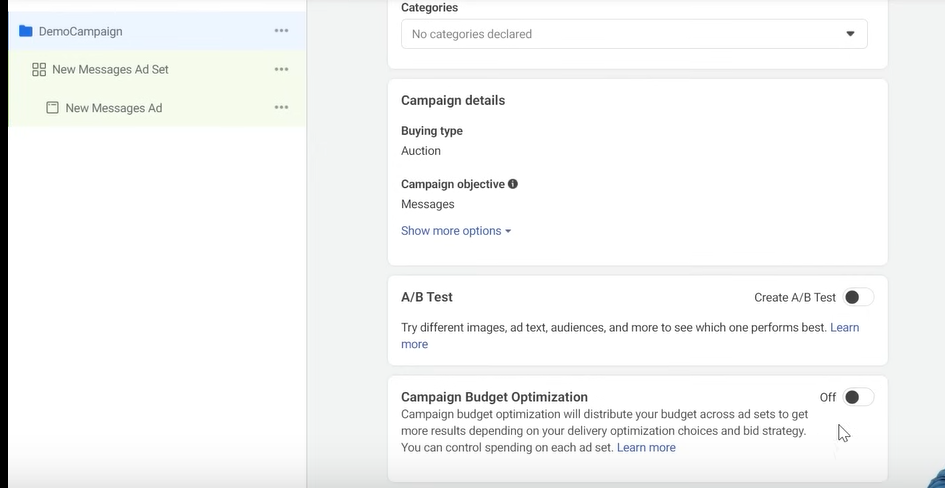 DemoCampaign
New Messages Ad Set
New Messages Ad
Categories
No categories declared
Campaign details
Buying type
Auction
Campaign objective
Messages
Show more options
A/B Test
Create A/B Test
Try different images, ad text, audiences, and more to see which one performs best. Learn
more
Campaign Budget Optimization
Off
Campaign budget optimization will distribute your budget across ad sets to get
more results depending on your delivery optimization choices and bid strategy.
You can control spending on each ad set. Learn more